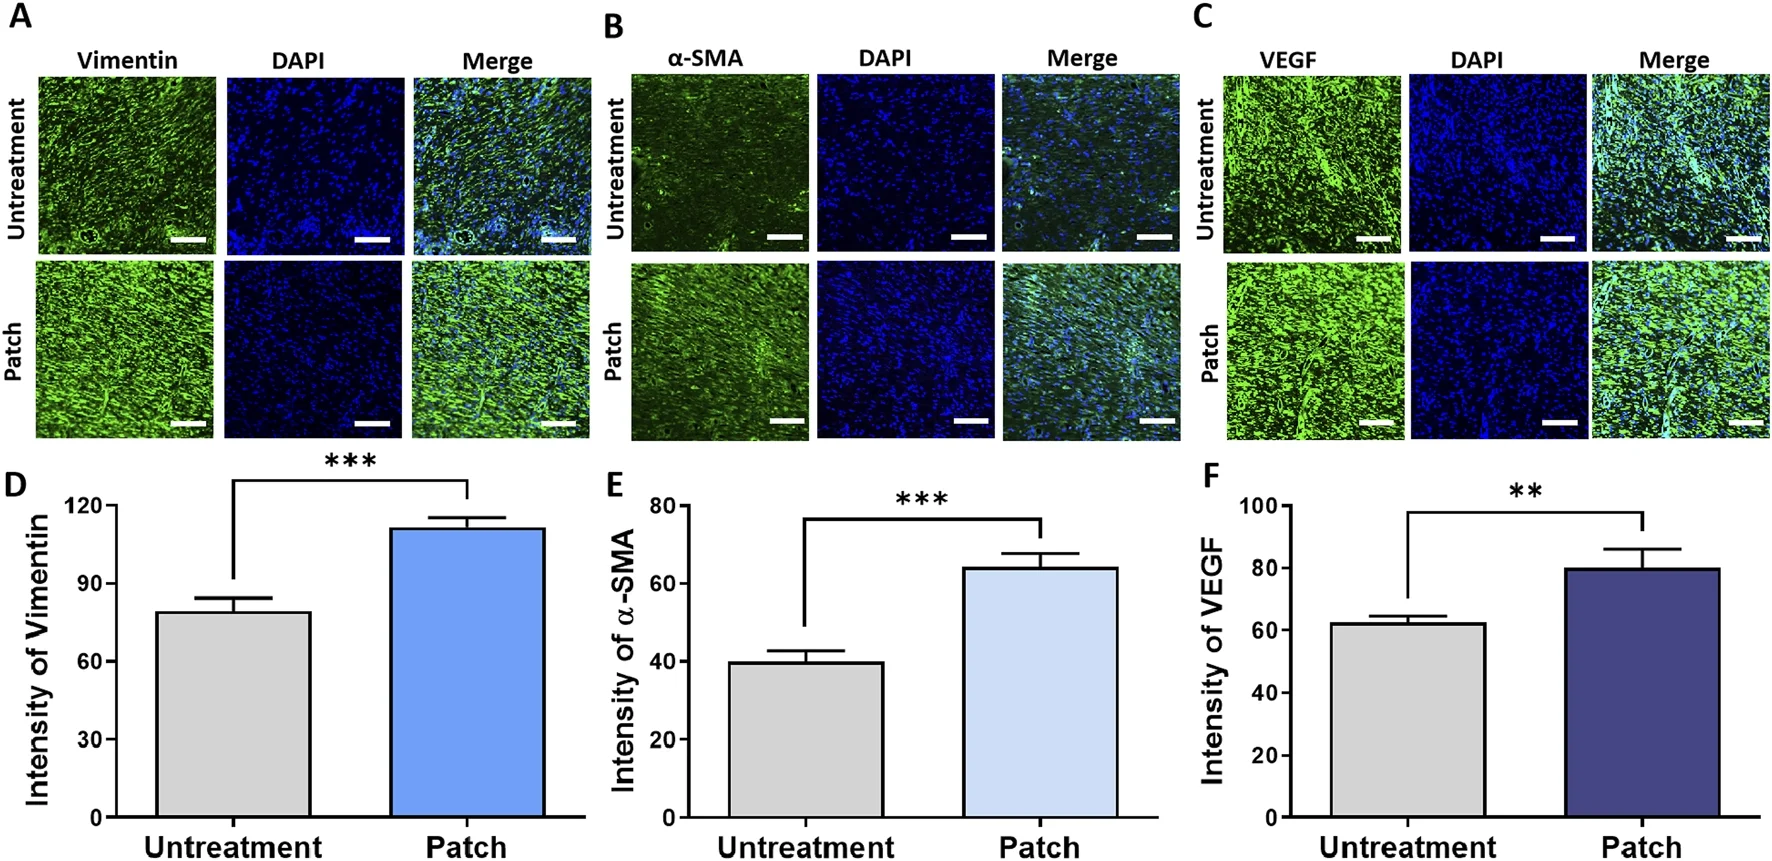 A
Vimentin DAPI Merge
Untreatment
Patch
B
α-SMA DAPI Merge
Untreatment
Patch
C
VEGF DAPI Merge
Untreatment
Patch
D
***
Intensity of Vimentin
120
90
60
30
0
Untreatment Patch
E
***
Intensity of α-SMA
80
60
40
20
0
Untreatment Patch
F
**
Intensity of VEGF
100
80
60
40
20
0
Untreatment Patch